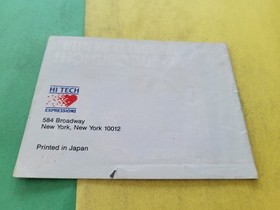 HI TECH
EXPRESSIONS
584 Broadway
New York, New York 10012
Printed in Japan